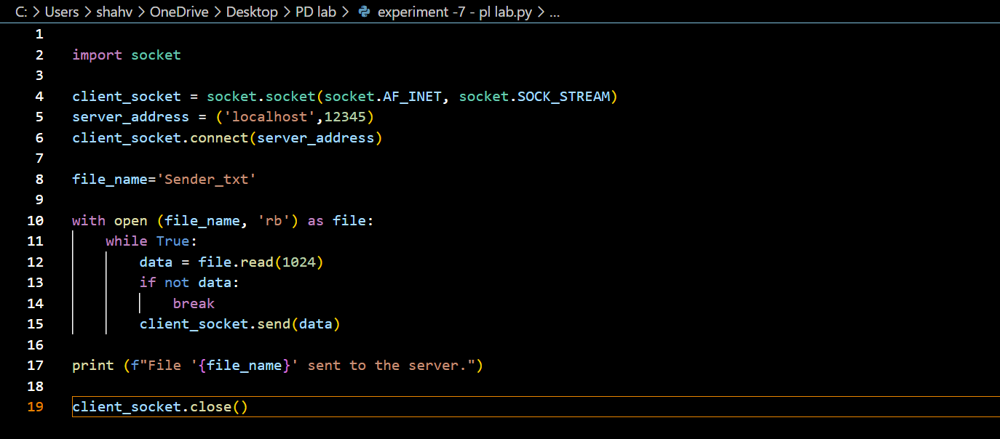 C: > Users > shahv > OneDrive > Desktop > PD lab > experiment -7 - pl lab.py > ...
1
2 import socket
3
4 client_socket = socket.socket(socket.AF_INET, socket.SOCK_STREAM)
5 server_address = ('localhost',12345)
6 client_socket.connect(server_address)
7
8 file_name='Sender_txt'
9
10 with open (file_name, 'rb') as file:
11     while True:
12         data = file.read(1024)
13         if not data:
14             break
15         client_socket.send(data)
16
17 print (f"File '{file_name}' sent to the server.")
18
19 client_socket.close()